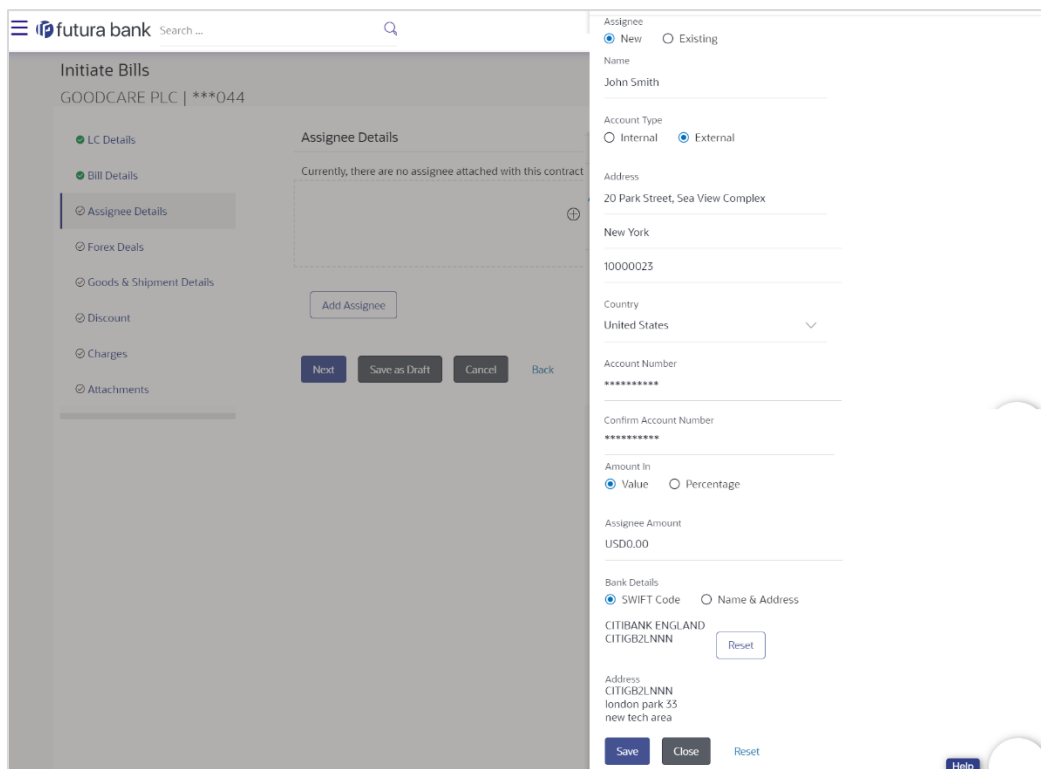 futura bank Search ...
Initiate Bills
GOODCARE PLC | ***044
LC Details
Bill Details
Assignee Details
Forex Deals
Goods & Shipment Details
Discount
Charges
Attachments
Assignee Details
Currently, there are no assignee attached with this contract
Add Assignee
Next Save as Draft Cancel Back
Assignee
New Existing
Name
John Smith
Account Type
Internal External
Address
20 Park Street, Sea View Complex
New York
10000023
Country
United States
Account Number
**********
Confirm Account Number
**********
Amount In
Value Percentage
Assignee Amount
USD0.00
Bank Details
SWIFT Code Name & Address
CITIBANK ENGLAND
CITIGB2LNNN
Reset
Address
CITIGB2LNNN
london park 33
new tech area
Save Close Reset
Help